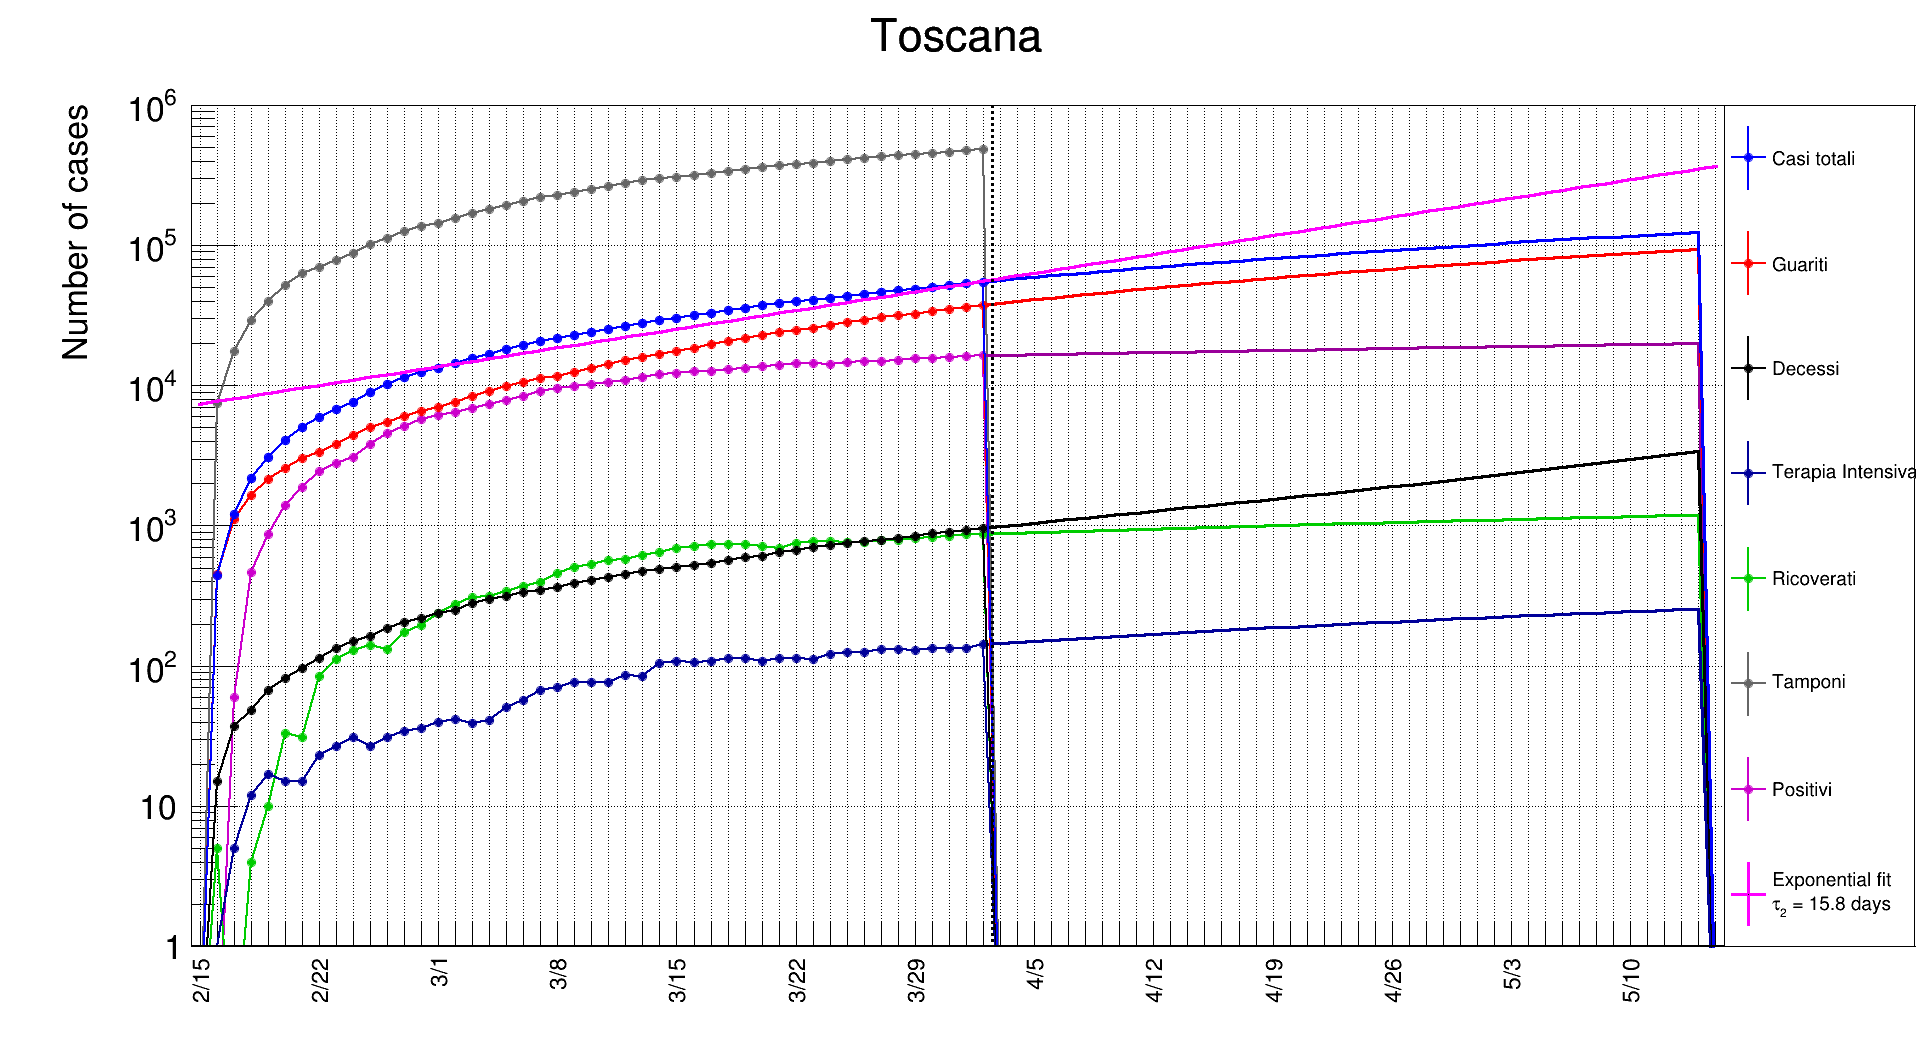 Toscana
Number of cases
10^6
10^5
10^4
10^3
10^2
10
1
2/15
2/22
3/1
3/8
3/15
3/22
3/29
4/5
4/12
4/19
4/26
5/3
5/10
Casi totali
Guariti
Decessi
Terapia Intensiva
Ricoverati
Tamponi
Positivi
Exponential fit
τ₂ = 15.8 days